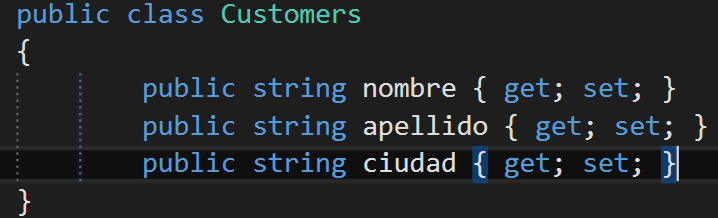 public class Customers
{
public string nombre { get; set; }
public string apellido { get; set; }
public string ciudad { get; set; }
}